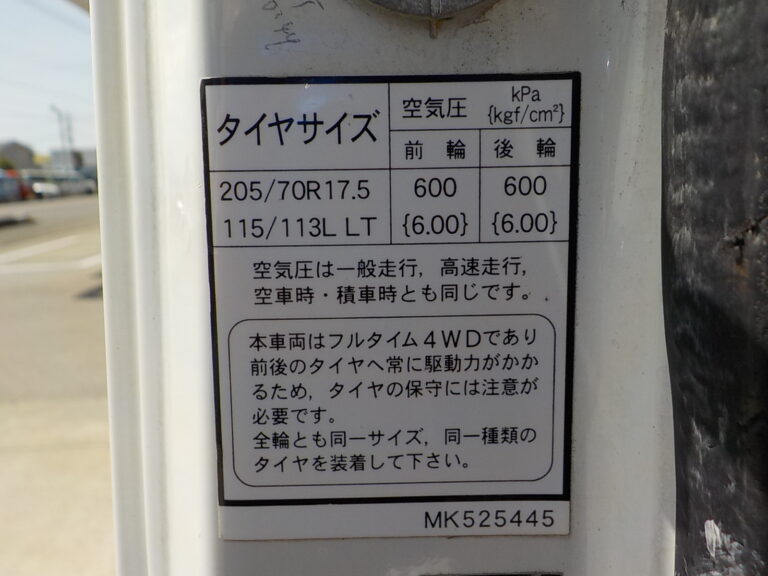 タイヤサイズ
空気圧 kPa {kgf/cm²}
前輪 後輪
205/70R17.5 600 600
115/113L LT {6.00} {6.00}
空気圧は一般走行，高速走行，
空車時・積車時とも同じです。
本車両はフルタイム4WDであり
前後のタイヤへ常に駆動力がかか
るため，タイヤの保守には注意が
必要です。
全輪とも同一サイズ，同一種類の
タイヤを装着して下さい。
MK525445